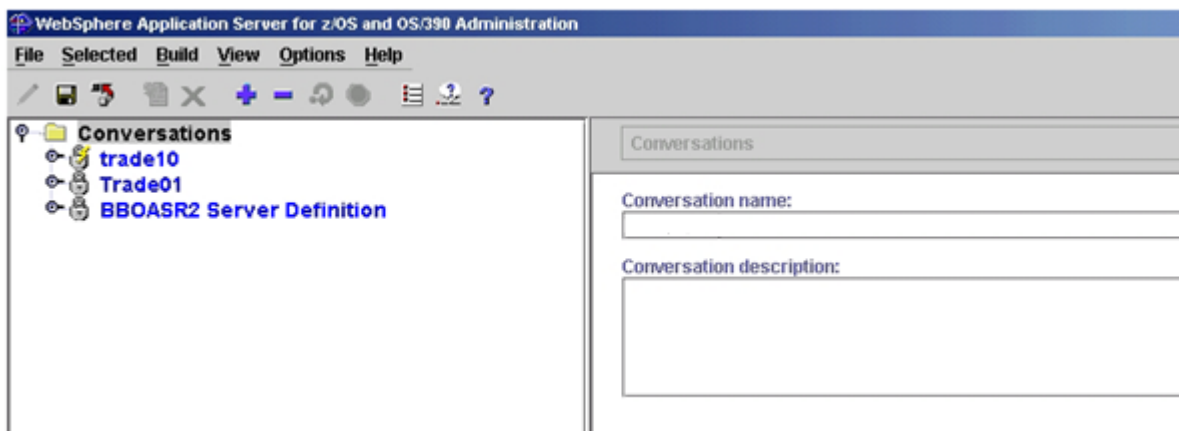 WebSphere Application Server for z/OS and OS/390 Administration
File Selected Build View Options Help
Conversations
trade10
Trade01
BBOASR2 Server Definition
Conversations
Conversation name:
Conversation description: